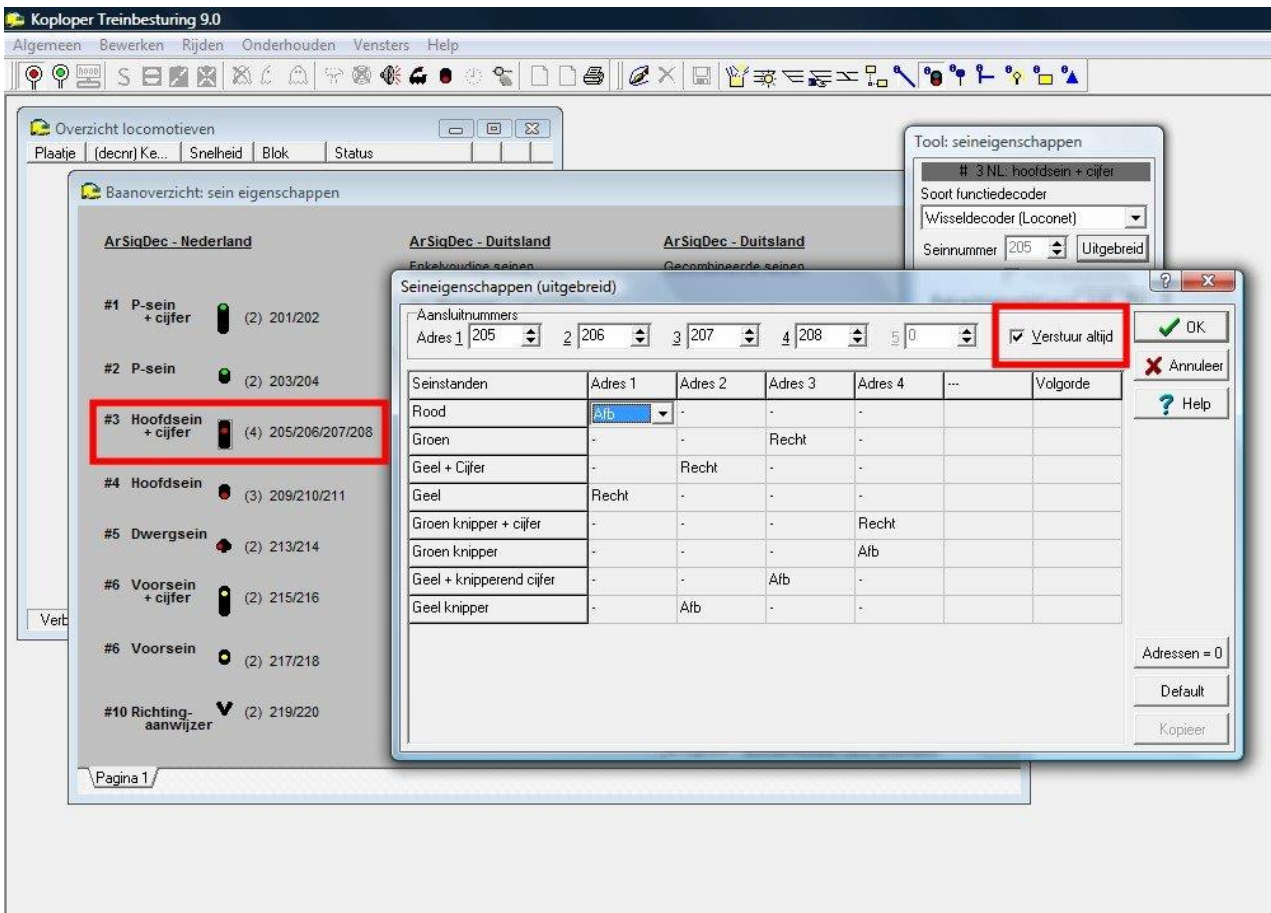 Koploper Treinbesturing 9.0
Algemeen Bewerken Rijden Onderhouden Vensters Help
Overzicht locomotieven
Plaatje (decnr) Ke... Snelheid Blok Status
Baanoverzicht: sein eigenschappen
ArSigDec - Nederland ArSigDec - Duitsland ArSigDec - Duitsland
Enkelvoudige seinen Gecombineerde seinen
#1 P-sein
+ cijfer (2) 201/202
#2 P-sein (2) 203/204
#3 Hoofdsein
+ cijfer (4) 205/206/207/208
#4 Hoofdsein (3) 209/210/211
#5 Dwergsein (2) 213/214
#6 Voorsein
+ cijfer (2) 215/216
#6 Voorsein (2) 217/218
#10 Richting-
aanwijzer (2) 219/220
Verb
Pagina 1
Tool: seineigenschappen
# 3 NL: hoofdsein + cijfer
Soort functiedecoder
Wisseldecoder (Loconet)
Seinnummer 205 Uitgebreid
Seineigenschappen (uitgebreid)
Aansluitnummers
Adres 1 205 2 206 3 207 4 208 5 0 Verstuur altijd
OK
Annuleer
Help
Seinstanden Adres 1 Adres 2 Adres 3 Adres 4 --- Volgorde
Rood Afb - - -
Groen - - Recht -
Geel + Cijfer - Recht - -
Geel Recht - - -
Groen knipper + cijfer - - - Recht
Groen knipper - - - Afb
Geel + knipperend cijfer - - Afb -
Geel knipper - Afb - -
Adressen = 0
Default
Kopieer